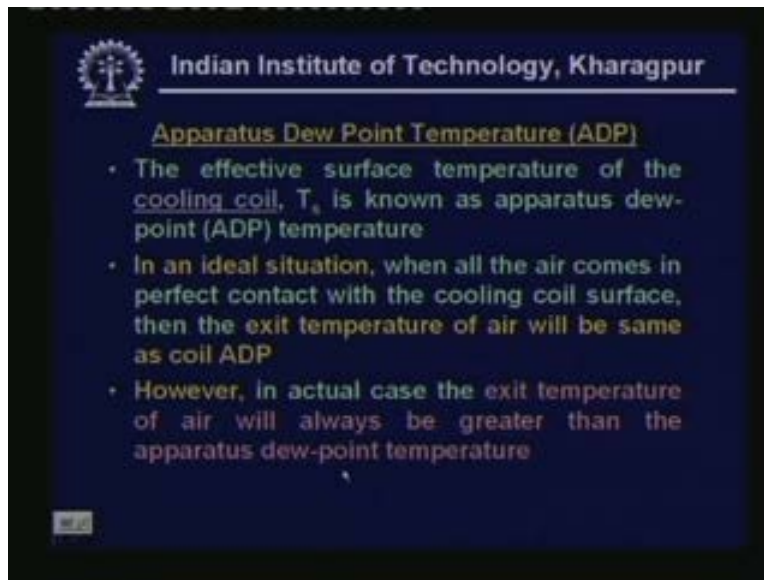 Indian Institute of Technology, Kharagpur
Apparatus Dew Point Temperature (ADP)
• The effective surface temperature of the
cooling coil, Ts is known as apparatus dew-
point (ADP) temperature
• In an ideal situation, when all the air comes in
perfect contact with the cooling coil surface,
then the exit temperature of air will be same
as coil ADP
• However, in actual case the exit temperature
of air will always be greater than the
apparatus dew-point temperature